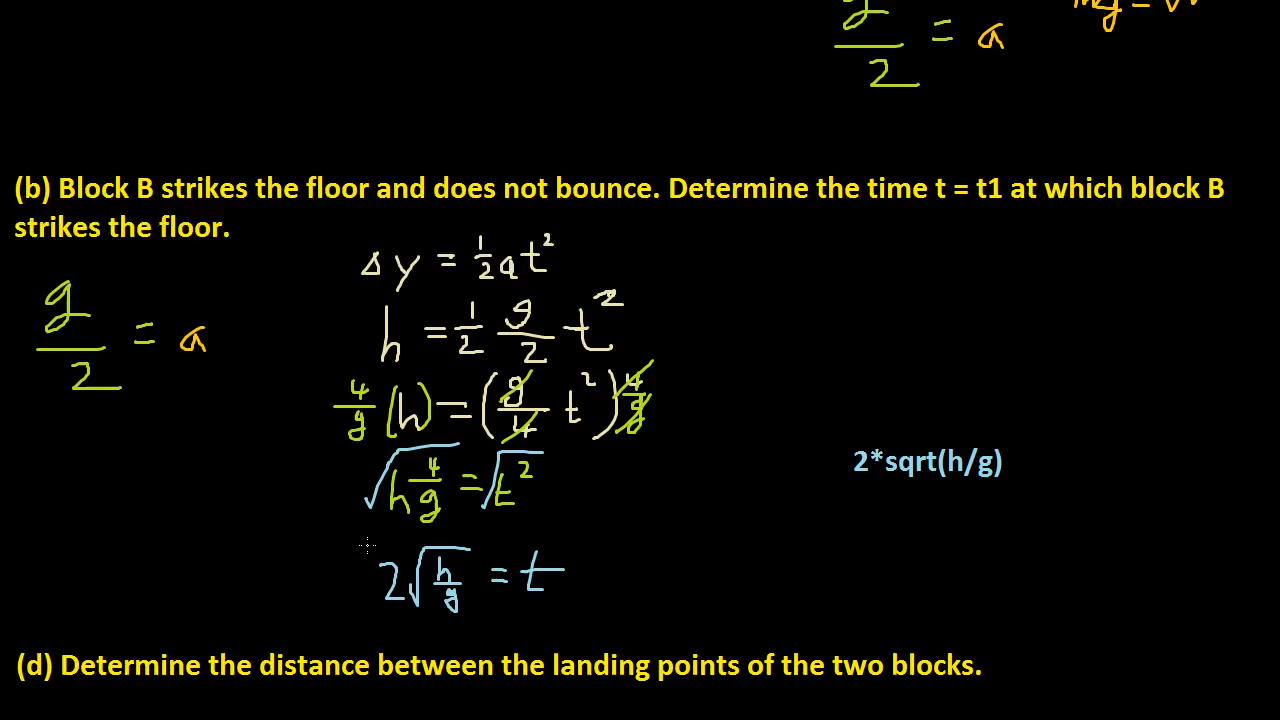 g/2 = a
(b) Block B strikes the floor and does not bounce. Determine the time t = t1 at which block B
strikes the floor.
Δy = 1/2 at²
g/2 = a
h = 1/2 g/2 t²
4/g (h) = (g/4 t²) 4/g
√(h 4/g) = √t²
2*sqrt(h/g)
2√(h/g) = t
(d) Determine the distance between the landing points of the two blocks.